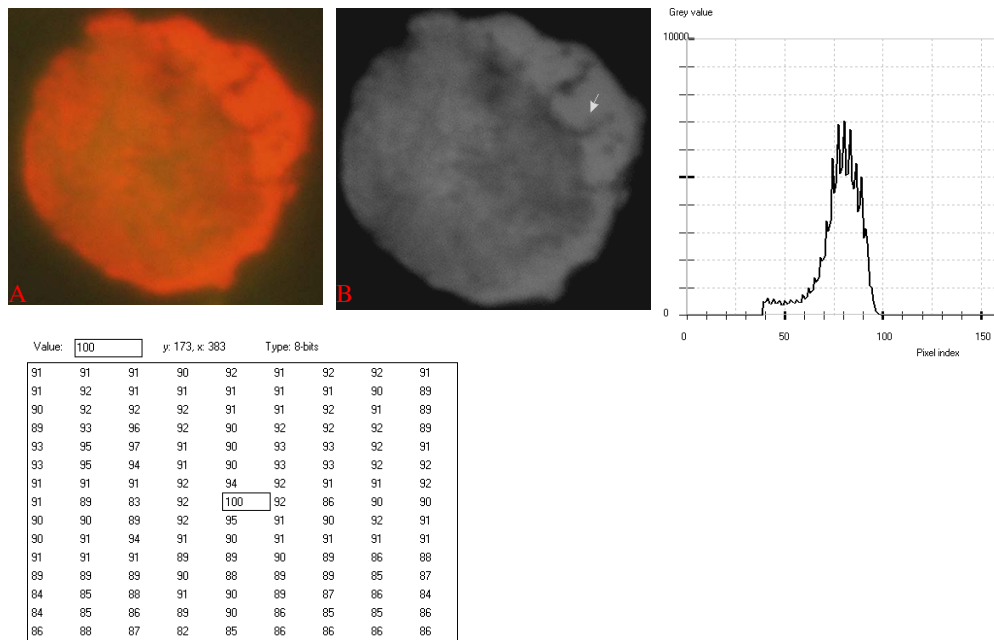 A
B
Grey value
10000
0
0 50 100 150
Pixel index
Value: 100 y: 173, x: 383 Type: 8-bits
91 91 91 90 92 91 92 92 91
91 92 91 91 91 91 91 90 89
90 92 92 92 91 91 92 91 89
89 93 96 92 90 92 92 92 89
93 95 97 91 90 93 93 92 91
93 95 94 91 90 93 93 92 92
91 91 91 92 94 92 91 91 92
91 89 83 92 100 92 86 90 90
90 90 89 92 95 91 90 92 91
90 91 94 91 90 91 91 91 91
91 91 91 89 89 90 89 86 88
89 89 89 90 88 89 89 85 87
84 85 88 91 90 89 87 86 84
84 85 86 89 90 86 85 85 86
86 88 87 82 85 86 86 86 86